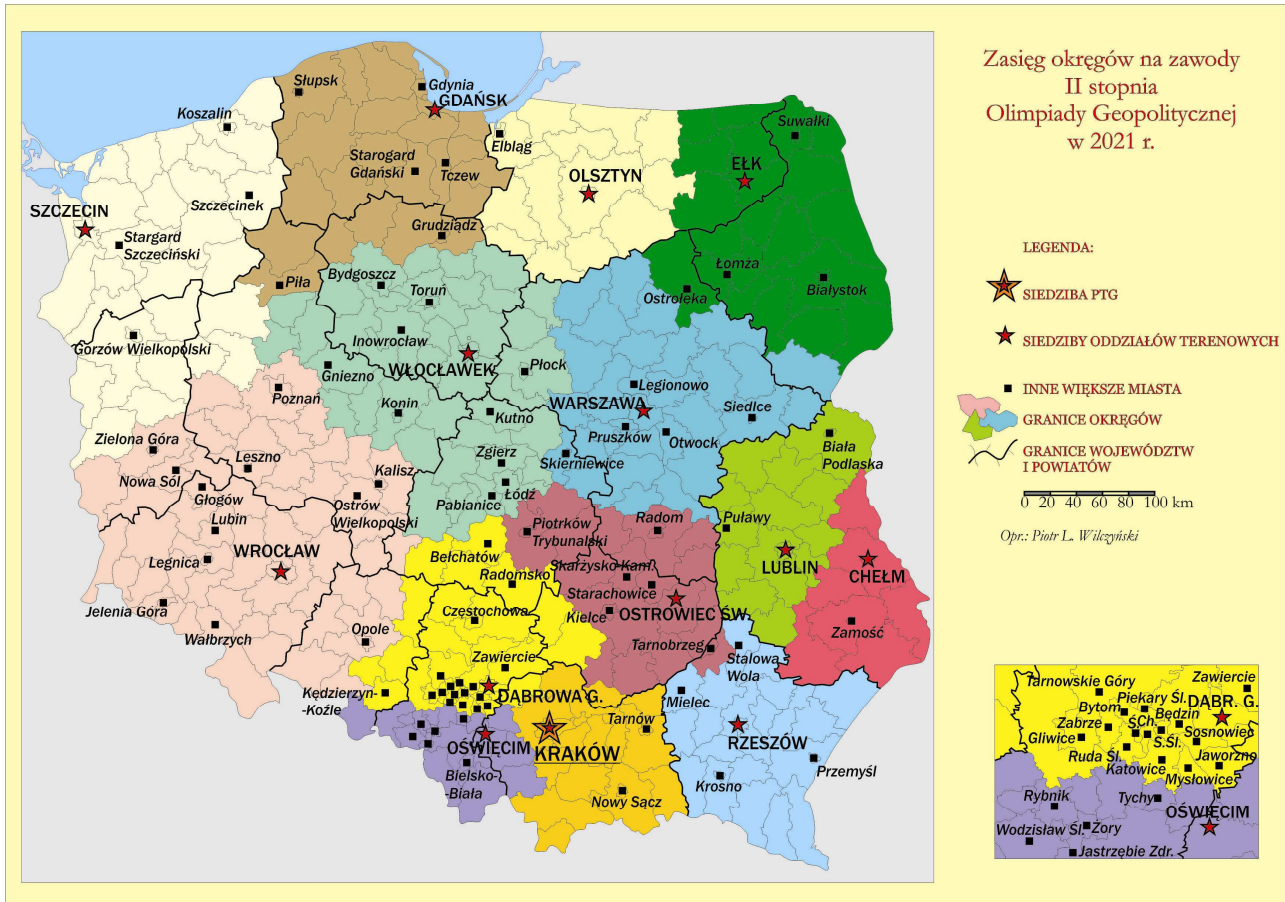 Zasięg okręgów na zawody
II stopnia
Olimpiady Geopolitycznej
w 2021 r.
LEGENDA:
SIEDZIBA PTG
SIEDZIBY ODDZIAŁÓW TERENOWYCH
INNE WIĘKSZE MIASTA
GRANICE OKRĘGÓW
GRANICE WOJEWÓDZTW
I POWIATÓW
0 20 40 60 80 100 km
Opr.: Piotr L. Wilczyński
Słupsk
Gdynia
GDAŃSK
Koszalin
Elbląg
Suwałki
Starogard
Gdański
Tczew
OLSZTYN
EŁK
Szczecinek
SZCZECIN
Stargard
Szczeciński
Grudziądz
Piła
Bydgoszcz
Toruń
Ostrołęka
Łomża
Białystok
Gorzów Wielkopolski
Inowrocław
Gniezno
WŁOCŁAWEK
Płock
Legionowo
Poznań
Konin
Kutno
WARSZAWA
Siedlce
Pruszków
Otwock
Zielona Góra
Leszno
Kalisz
Zgierz
Skierniewice
Biała
Podlaska
Nowa Sól
Głogów
Ostrów
Wielkopolski
Pabianice
Łódź
Lubin
Piotrków
Trybunalski
Radom
Puławy
Legnica
WROCŁAW
Bełchatów
Skarżysko Kam.
LUBLIN
CHEŁM
Radomsko
Starachowice
Jelenia Góra
Częstochowa
Kielce
OSTROWIEC ŚW.
Wałbrzych
Opole
Zamość
Zawiercie
Tarnobrzeg
Stalowa
Wola
Kędzierzyn-
-Koźle
DĄBROWA G.
Mielec
OŚWIĘCIM
Tarnów
KRAKÓW
RZESZÓW
Bielsko-
-Biała
Nowy Sącz
Krosno
Przemyśl
Tarnowskie Góry
Zawiercie
Piekary Śl.
DĄBR. G.
Bytom
Będzin
Zabrze
Ś.Ch.
Sosnowiec
Gliwice
S.Śl.
Ruda Śl.
Jaworzno
Katowice
Mysłowice
Rybnik
Tychy
OŚWIĘCIM
Wodzisław Śl.
Żory
Jastrzębie Zdr.